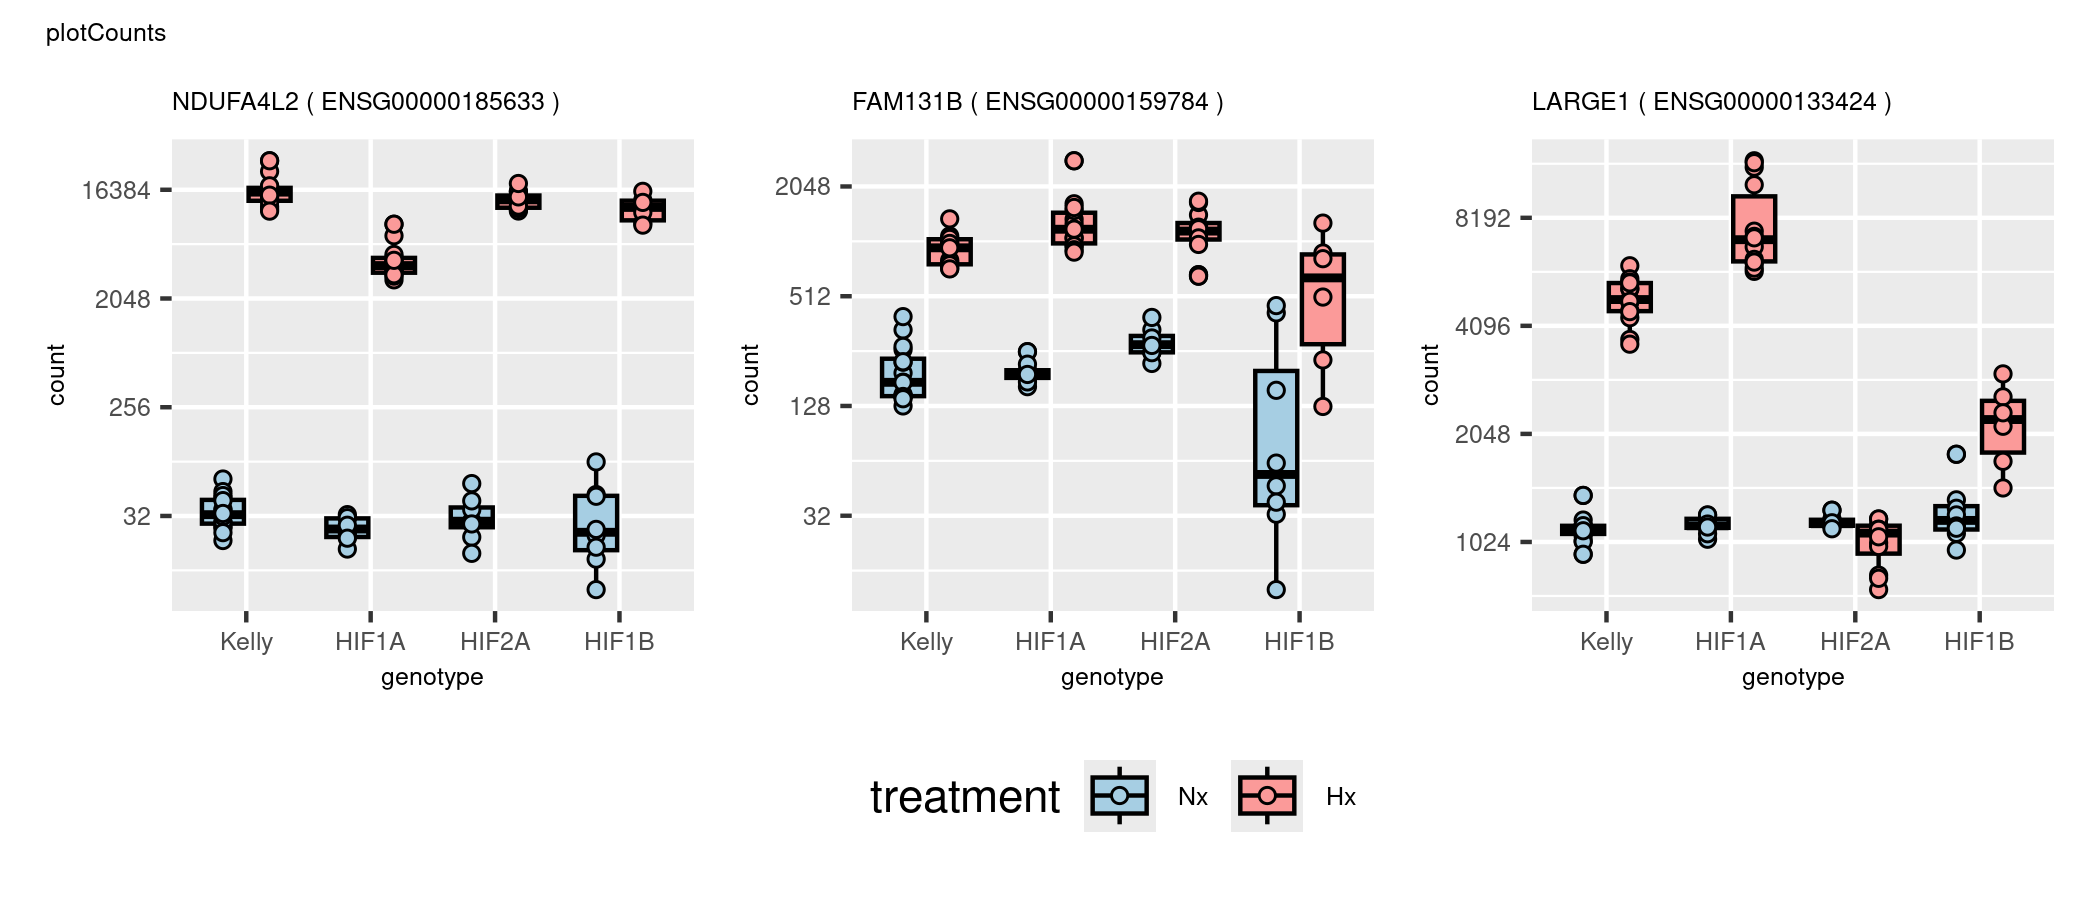 plotCounts
NDUFA4L2 ( ENSG00000185633 )
16384
2048
256
32
count
Kelly HIF1A HIF2A HIF1B
genotype
FAM131B ( ENSG00000159784 )
2048
512
128
32
count
Kelly HIF1A HIF2A HIF1B
genotype
LARGE1 ( ENSG00000133424 )
8192
4096
2048
1024
count
Kelly HIF1A HIF2A HIF1B
genotype
treatment Nx Hx